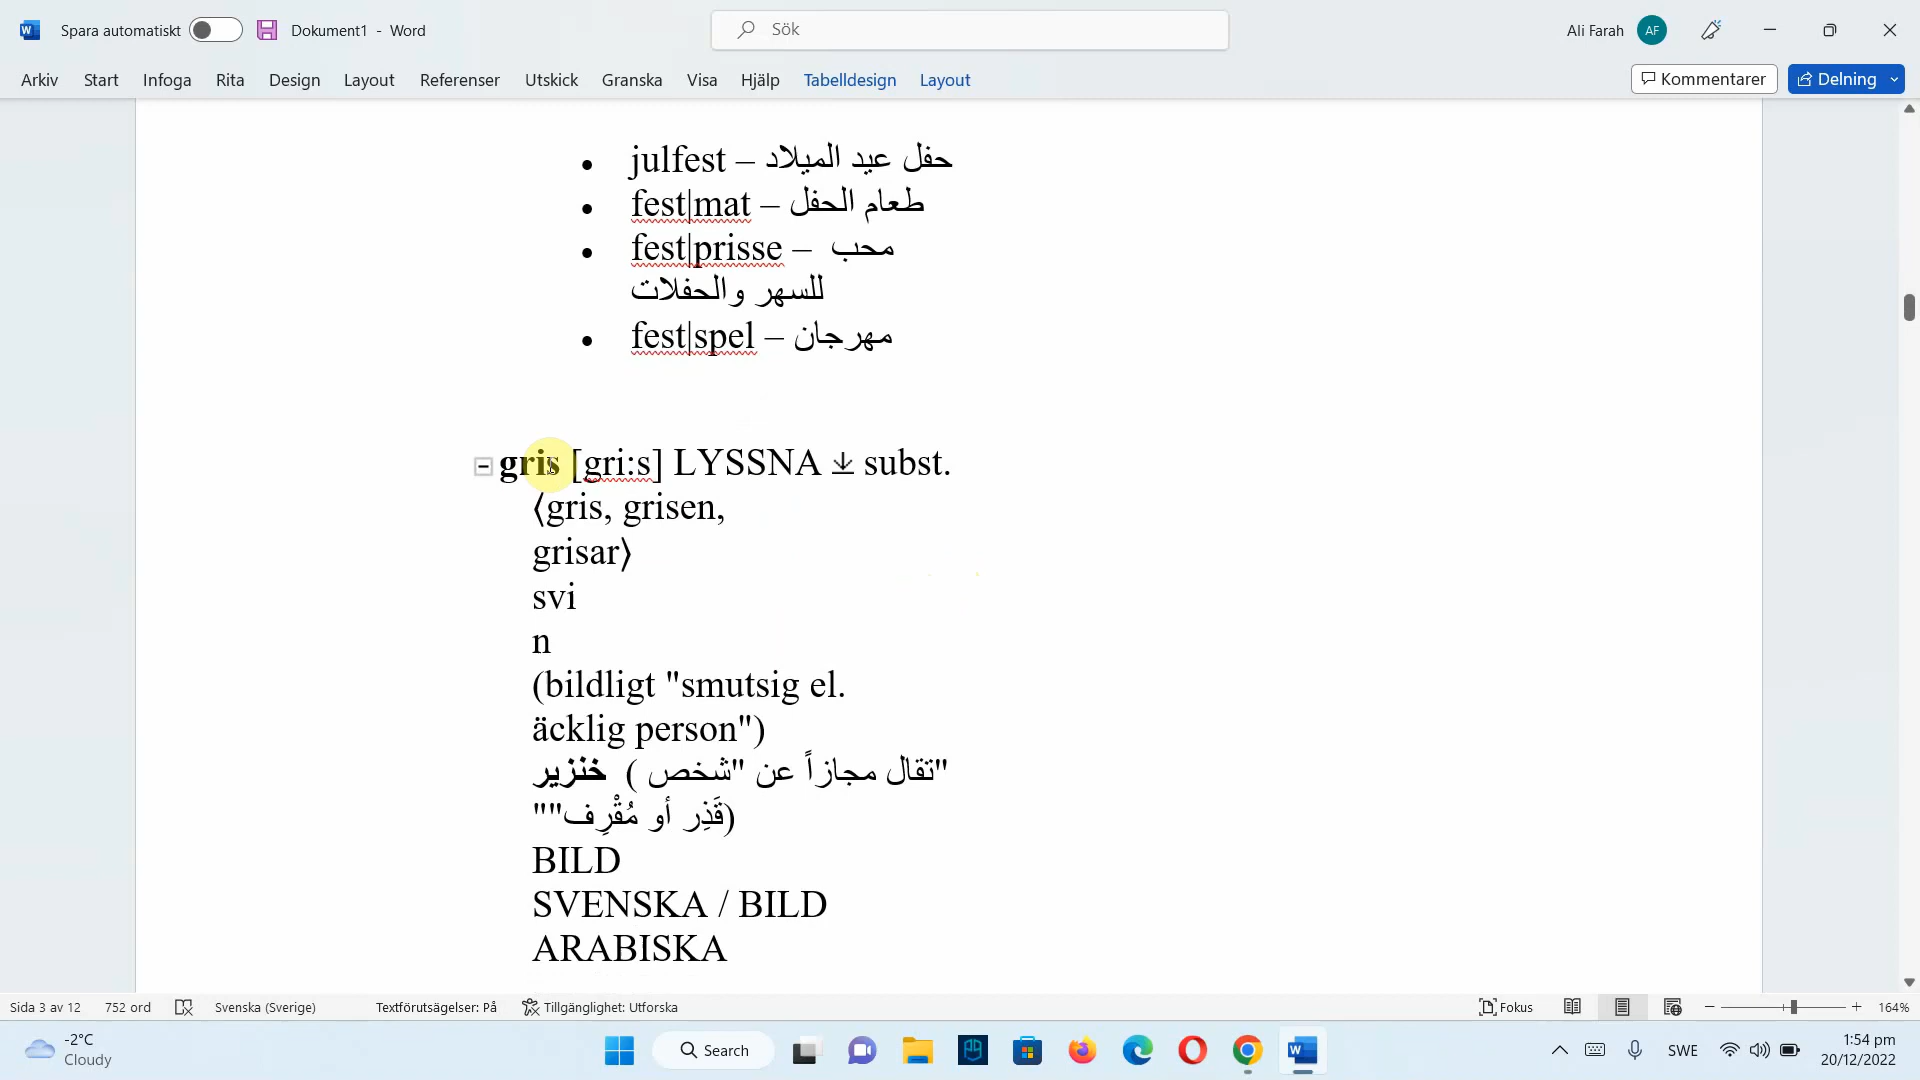 Spara automatiskt Dokument1 - Word Sök Ali Farah AF
Arkiv Start Infoga Rita Design Layout Referenser Utskick Granska Visa Hjälp Tabelldesign Layout Kommentarer Delning
• julfest – حفل عيد الميلاد
• fest|mat – طعام الحفل
• fest|prisse – محب
للسهر والحفلات
• fest|spel – مهرجان
gris [gri:s] LYSSNA subst.
⟨gris, grisen,
grisar⟩
svi
n
(bildligt "smutsig el.
äcklig person")
خنزير ( تقال مجازاً عن "شخص"
""قَذِر أو مُقْرِف)
BILD
SVENSKA / BILD
ARABISKA
Sida 3 av 12 752 ord Svenska (Sverige) Textförutsägelser: På Tillgänglighet: Utforska Fokus 164%
-2°C
Cloudy
Search
SWE
1:54 pm
20/12/2022